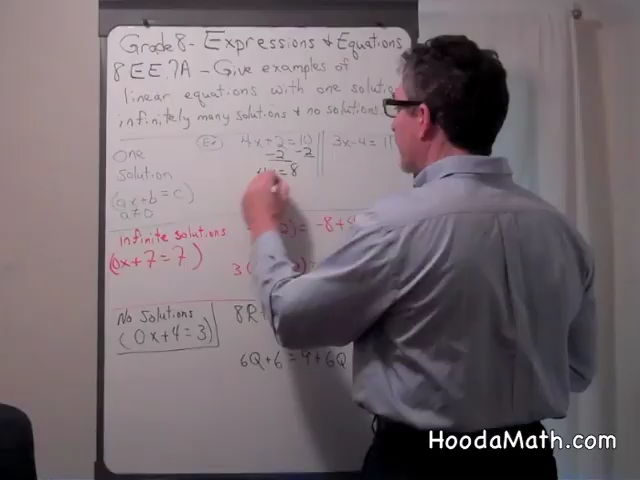 Grade 8 - Expressions & Equations
8 EE.7A - Give examples of
linear equations with one solution
infinitely many solutions & no solutions.
One
solution
(ax+b=c)
a≠0
Ex
4x+2=10
-2 -2
=8
3x-4=11
infinite solutions
(0x+7=7)
= -8+
3(
No Solutions
(0x+4=3)
8R
6Q+6=9+6Q
HoodaMath.com